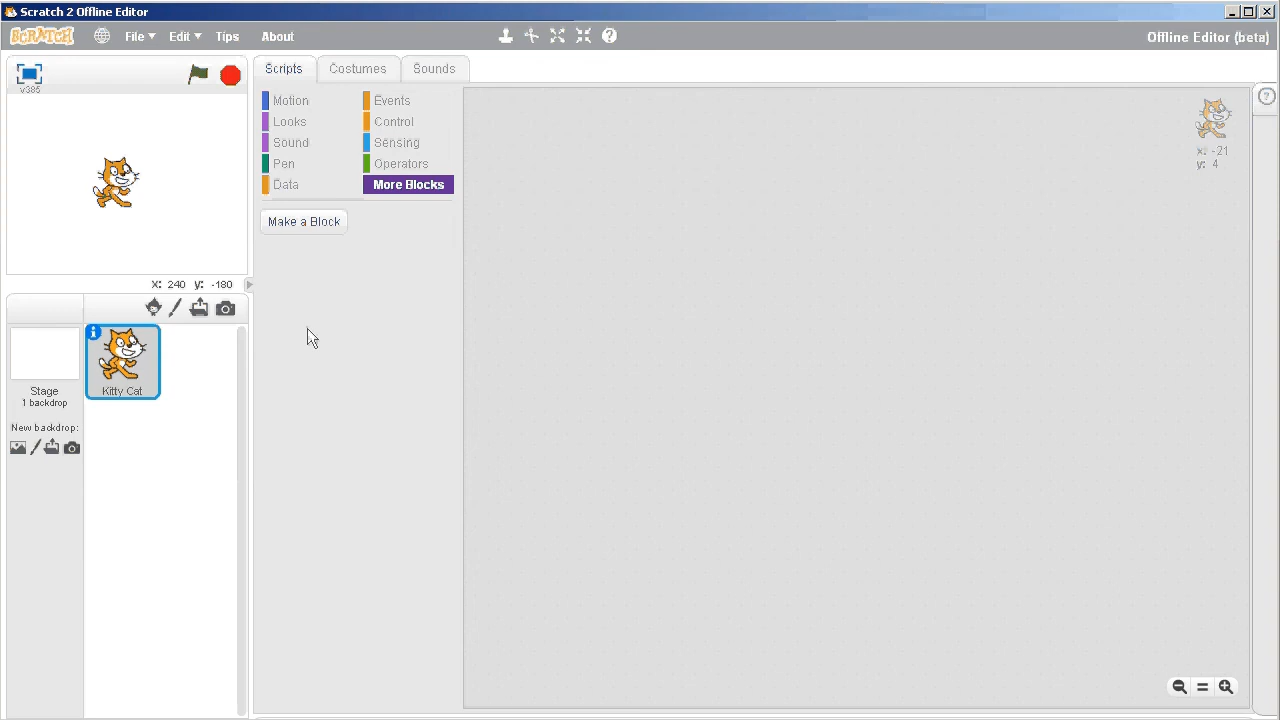 Scratch 2 Offline Editor
SCRATCH File Edit Tips About Offline Editor (beta)
v385
Scripts Costumes Sounds
Motion Events
Looks Control
Sound Sensing
Pen Operators
Data More Blocks
Make a Block
x: -21
y: 4
x: 240 y: -180
Kitty Cat
Stage
1 backdrop
New backdrop: